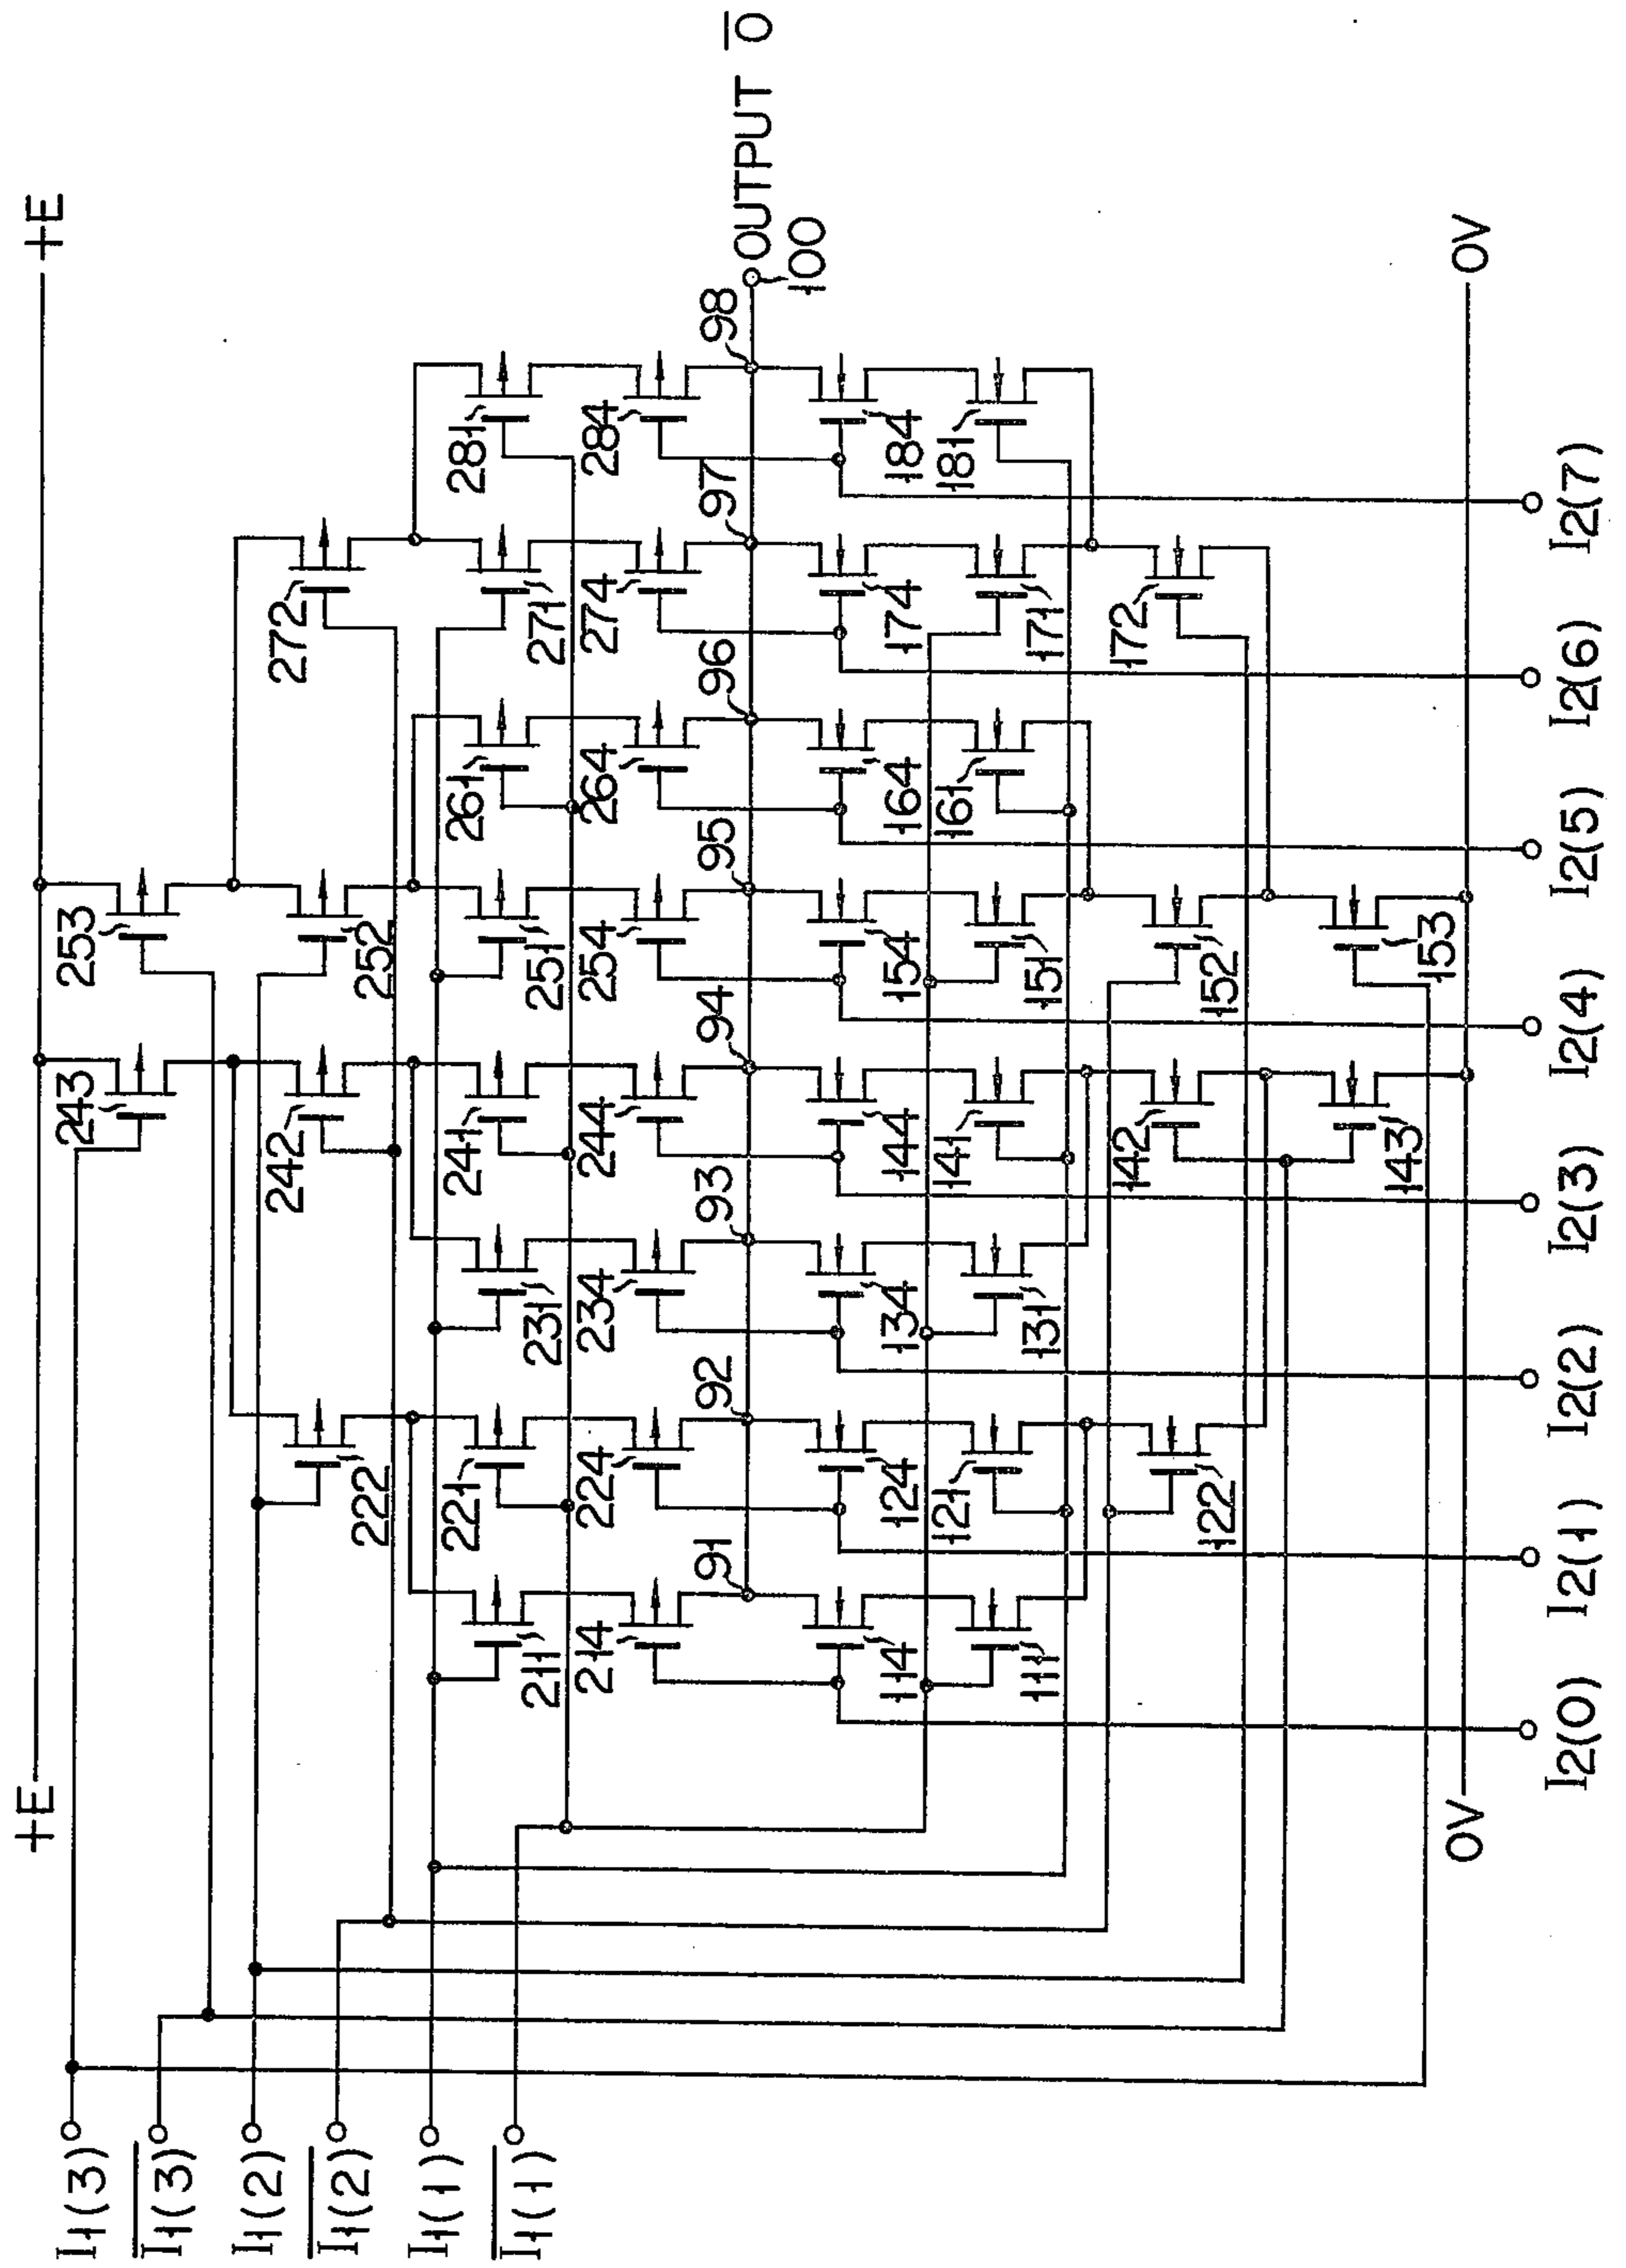 +E
+E
I1(3)
I1(3)
I1(2)
I1(2)
I1(1)
I1(1)
243
253
222
242
252
272
211
221
231
241
251
261
271
281
214
224
234
244
254
264
274
284
91
92
93
94
95
96
97
98
OUTPUT O
100
114
124
134
144
154
164
174
184
111
121
131
141
151
161
171
181
122
142
152
172
143
153
0V
0V
I2(0)
I2(1)
I2(2)
I2(3)
I2(4)
I2(5)
I2(6)
I2(7)